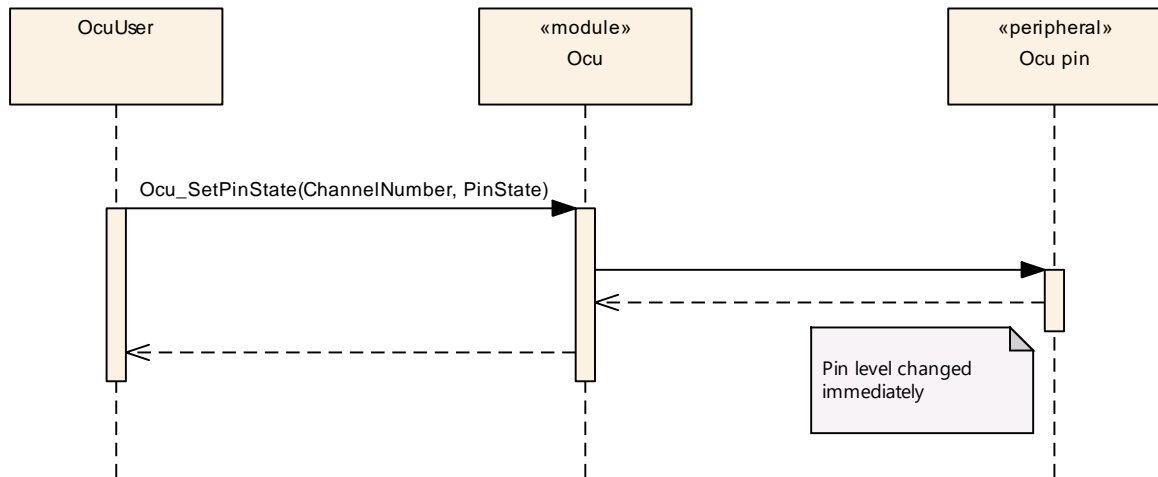 OcuUser
«module»
Ocu
«peripheral»
Ocu pin
Ocu_SetPinState(ChannelNumber, PinState)
Pin level changed
immediately